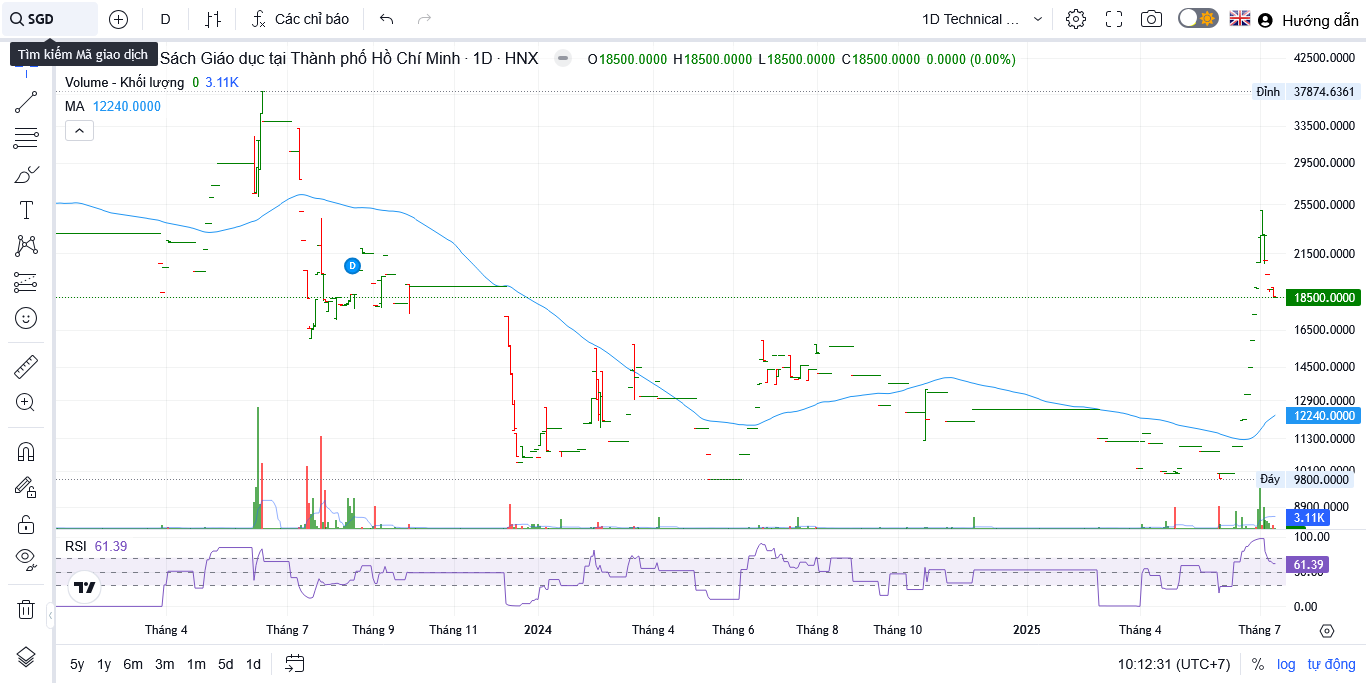 SGD D Các chỉ báo 1D Technical ... Hướng dẫn
Tìm kiếm Mã giao dịch Sách Giáo dục tại Thành phố Hồ Chí Minh · 1D · HNX O18500.0000 H18500.0000 L18500.0000 C18500.0000 0.0000 (0.00%)
Volume - Khối lượng 0 3.11K
MA 12240.0000
42500.0000
Đỉnh 37874.6361
33500.0000
29500.0000
25500.0000
21500.0000
D
18500.0000
16500.0000
14500.0000
12900.0000
12240.0000
11300.0000
10100.0000
Đáy 9800.0000
8900.0000
3.11K
RSI 61.39
100.00
61.39
50.00
0.00
Tháng 4 Tháng 7 Tháng 9 Tháng 11 2024 Tháng 4 Tháng 6 Tháng 8 Tháng 10 2025 Tháng 4 Tháng 7
5y 1y 6m 3m 1m 5d 1d 10:12:31 (UTC+7) % log tự động